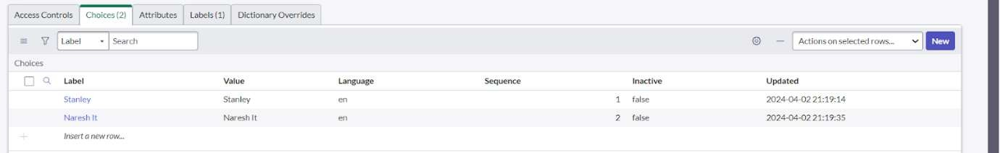 Access Controls Choices (2) Attributes Labels (1) Dictionary Overrides
Label Search Actions on selected rows... New
Choices
Label Value Language Sequence Inactive Updated
Stanley Stanley en 1 false 2024-04-02 21:19:14
Naresh It Naresh It en 2 false 2024-04-02 21:19:35
Insert a new row...